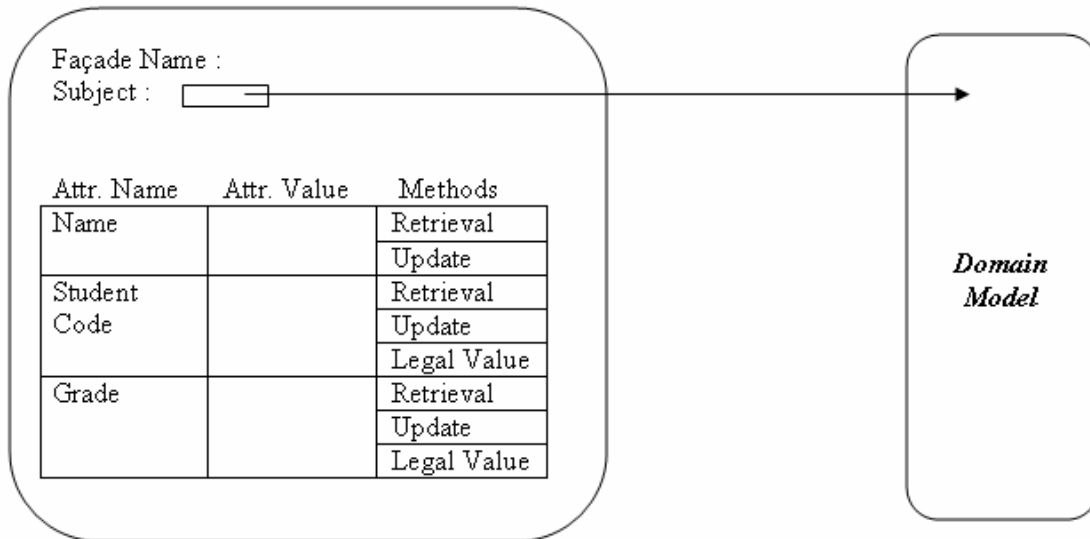 Façade Name :
Subject :
Attr. Name Attr. Value Methods
Name Retrieval
Update
Student Retrieval
Code Update
Legal Value
Grade Retrieval
Update
Legal Value
Domain
Model